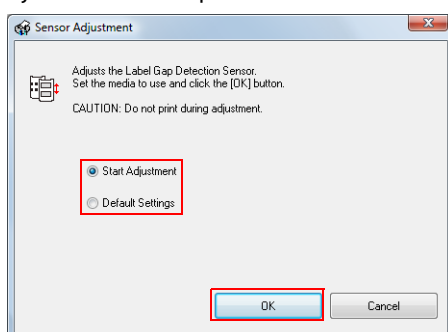 Sensor Adjustment
Adjusts the Label Gap Detection Sensor.
Set the media to use and click the [OK] button.
CAUTION: Do not print during adjustment.
Start Adjustment
Default Settings
OK
Cancel